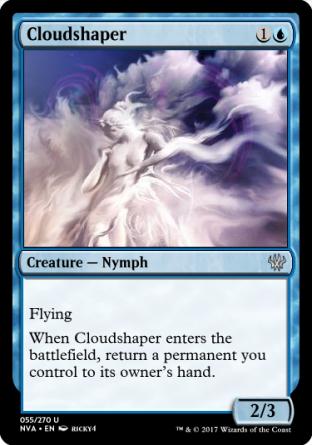 Cloudshaper 1
Creature — Nymph
Flying
When Cloudshaper enters the
battlefield, return a permanent you
control to its owner's hand.
2/3
055/270 U
NVA • EN RICKY4
™ & © 2017 Wizards of the Coast